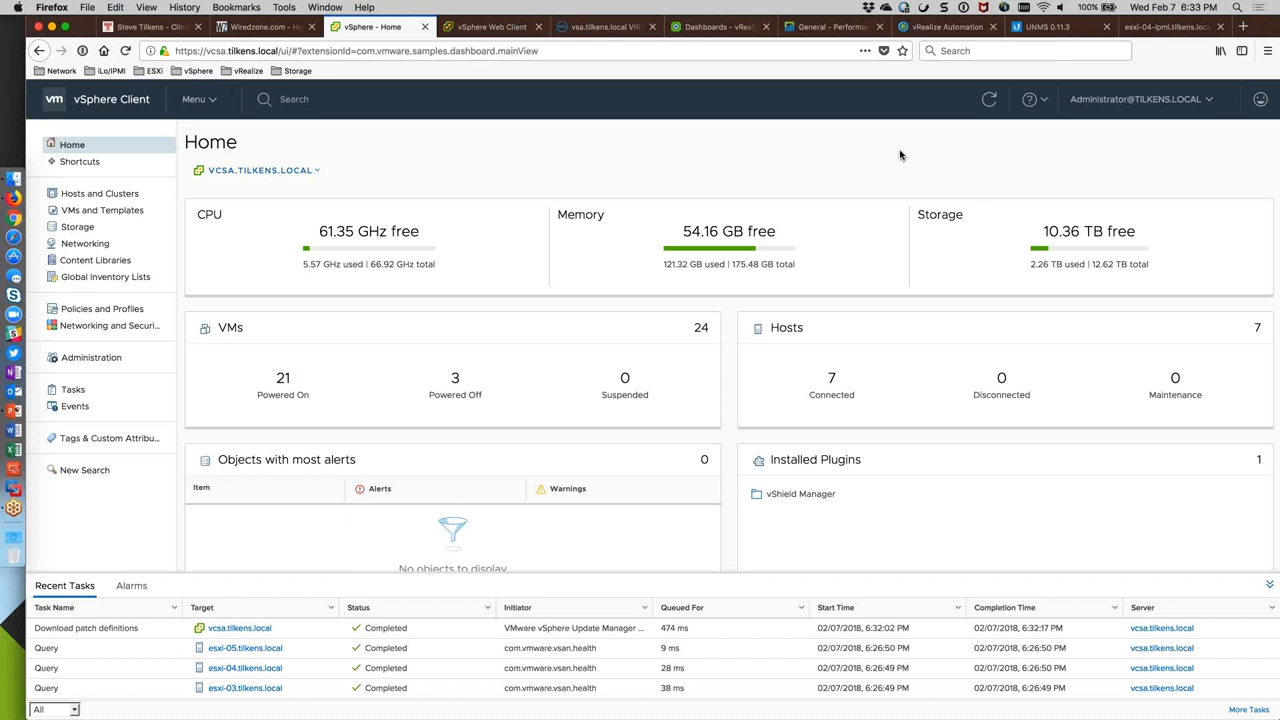 Firefox File Edit View History Bookmarks Tools Window Help 100% Wed Feb 7 6:33 PM
Steve Tilkens - Clim Wiredzone.com - H vSphere - Home vSphere Web Client vsa.tilkens.local VIR Dashboards - vReal General - Performa vRealize Automation UNMS 0.11.3 esxi-04-ipmi.tilkens.loc
https://vcsa.tilkens.local/ui/#?extensionId=com.vmware.samples.dashboard.mainView Search
Network iLo/IPMI ESXi vSphere vRealize Storage
vm vSphere Client Menu Search Administrator@TILKENS.LOCAL
Home
Shortcuts
Hosts and Clusters
VMs and Templates
Storage
Networking
Content Libraries
Global Inventory Lists
Policies and Profiles
Networking and Securi...
Administration
Tasks
Events
Tags & Custom Attribu...
New Search
Home
VCSA.TILKENS.LOCAL
CPU
61.35 GHz free
5.57 GHz used | 66.92 GHz total
Memory
54.16 GB free
121.32 GB used | 175.48 GB total
Storage
10.36 TB free
2.26 TB used | 12.62 TB total
VMs 24
21 3 0
Powered On Powered Off Suspended
Hosts 7
7 0 0
Connected Disconnected Maintenance
Objects with most alerts 0
Item Alerts Warnings
No objects to display
Installed Plugins 1
vShield Manager
Recent Tasks Alarms
Task Name Target Status Initiator Queued For Start Time Completion Time Server
Download patch definitions vcsa.tilkens.local Completed VMware vSphere Update Manager ... 474 ms 02/07/2018, 6:32:02 PM 02/07/2018, 6:32:17 PM vcsa.tilkens.local
Query esxi-05.tilkens.local Completed com.vmware.vsan.health 9 ms 02/07/2018, 6:26:50 PM 02/07/2018, 6:26:50 PM vcsa.tilkens.local
Query esxi-04.tilkens.local Completed com.vmware.vsan.health 28 ms 02/07/2018, 6:26:49 PM 02/07/2018, 6:26:50 PM vcsa.tilkens.local
Query esxi-03.tilkens.local Completed com.vmware.vsan.health 38 ms 02/07/2018, 6:26:49 PM 02/07/2018, 6:26:49 PM vcsa.tilkens.local
All More Tasks